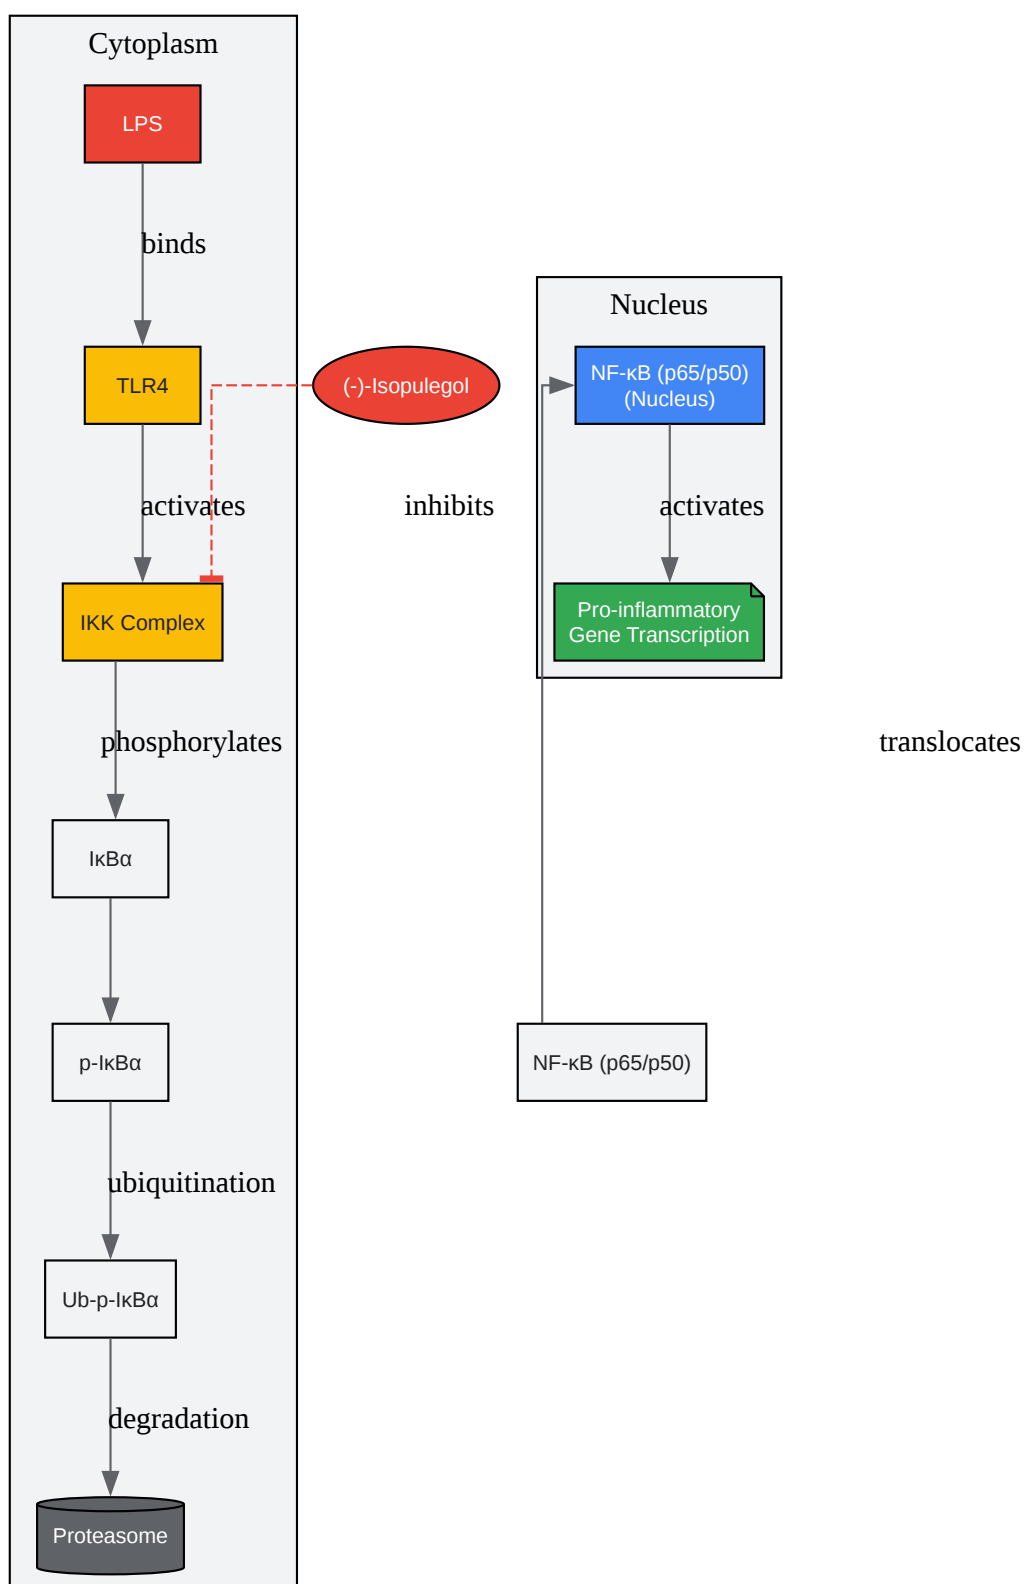 Cytoplasm
LPS
binds
Nucleus
TLR4
(-)-Isopulegol
NF-κB (p65/p50)
(Nucleus)
activates
inhibits
activates
IKK Complex
Pro-inflammatory
Gene Transcription
phosphorylates
translocates
IκBα
p-IκBα
NF-κB (p65/p50)
ubiquitination
Ub-p-IκBα
degradation
Proteasome